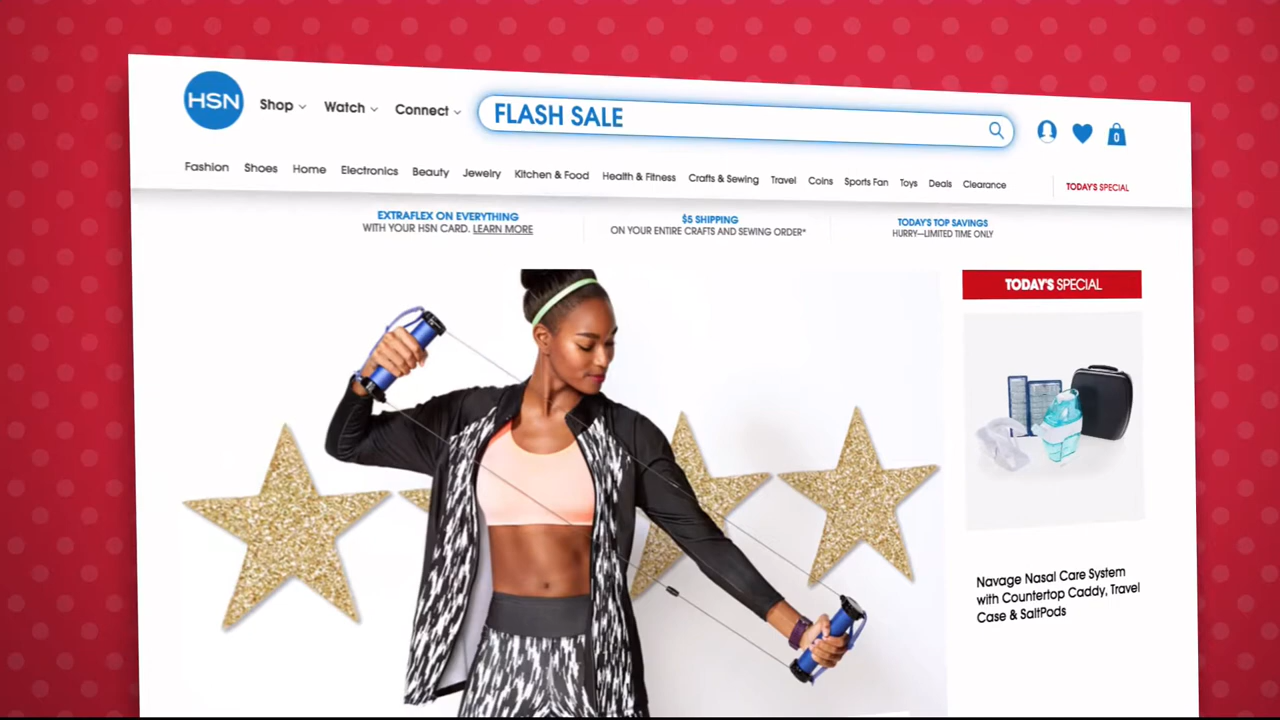 HSN
Shop
Watch
Connect
FLASH SALE
0
Fashion
Shoes
Home
Electronics
Beauty
Jewelry
Kitchen & Food
Health & Fitness
Crafts & Sewing
Travel
Coins
Sports Fan
Toys
Deals
Clearance
TODAY'S SPECIAL
EXTRAFLEX ON EVERYTHING
WITH YOUR HSN CARD. LEARN MORE
$5 SHIPPING
ON YOUR ENTIRE CRAFTS AND SEWING ORDER*
TODAY'S TOP SAVINGS
HURRY—LIMITED TIME ONLY
TODAY'S SPECIAL
Navage Nasal Care System
with Countertop Caddy, Travel
Case & SaltPods